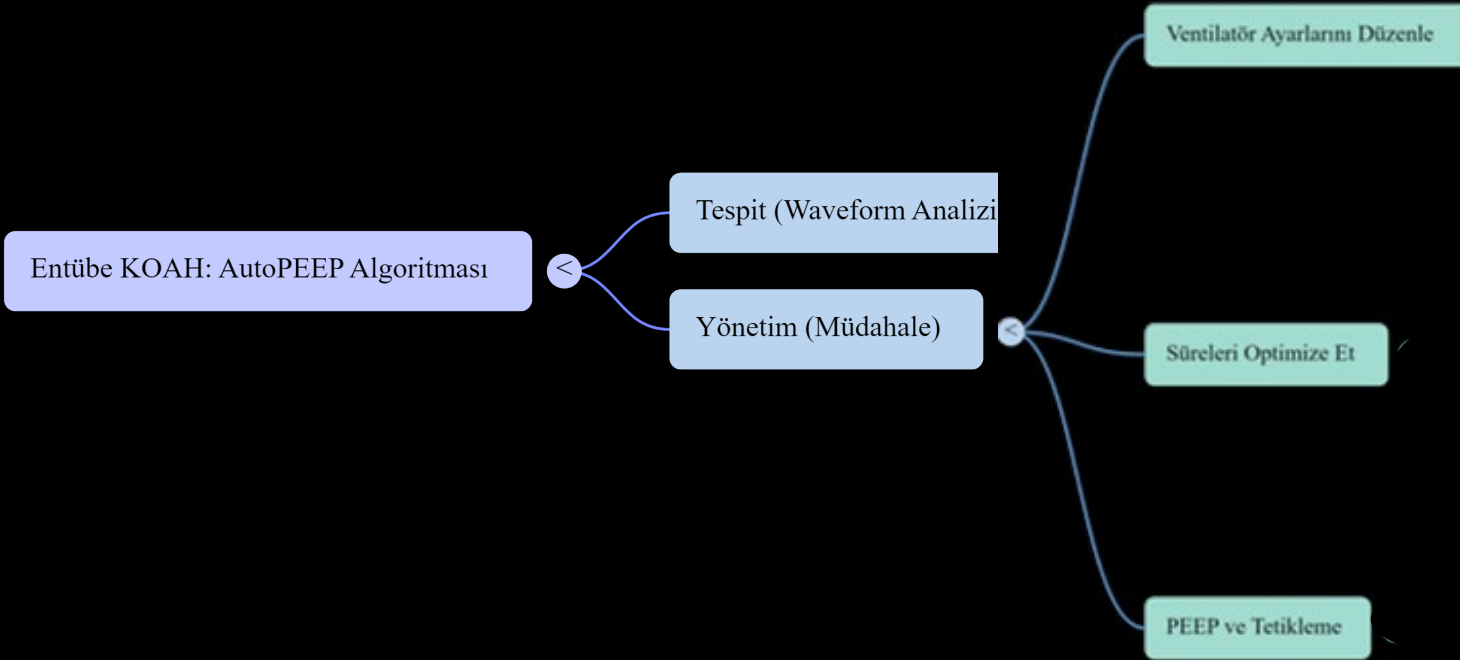 Ventilatör Ayarlarını Düzenle
Tespit (Waveform Analizi
Entübe KOAH: AutoPEEP Algoritması
<
Yönetim (Müdahale)
<
Süreleri Optimize Et
PEEP ve Tetikleme